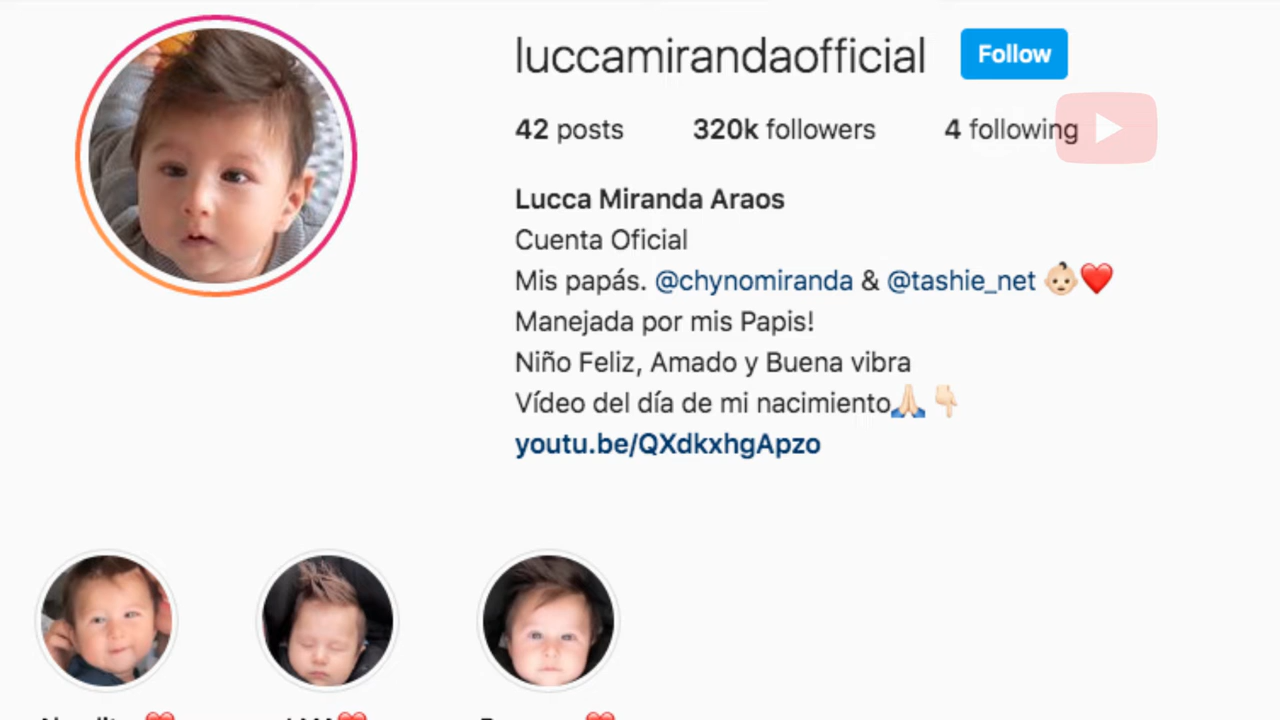 luccamirandaofficial Follow
42 posts 320k followers 4 following
Lucca Miranda Araos
Cuenta Oficial
Mis papás. @chynomiranda & @tashie_net 👶🏻❤️
Manejada por mis Papis!
Niño Feliz, Amado y Buena vibra
Vídeo del día de mi nacimiento🙏🏻👇🏻
youtu.be/QXdkxhgApzo